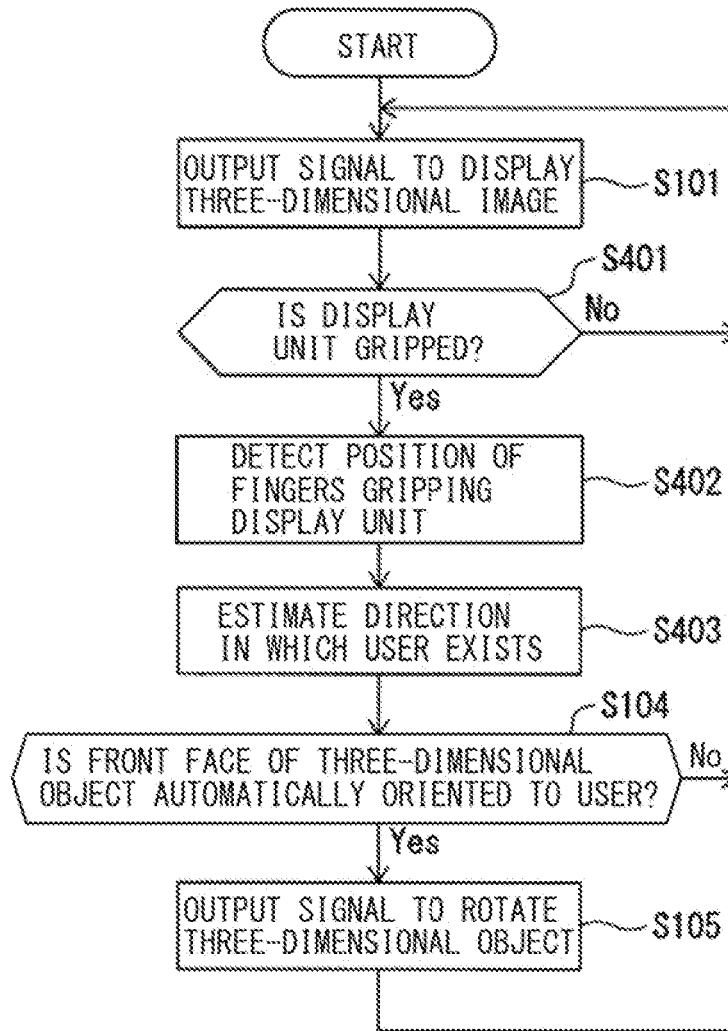 START
OUTPUT SIGNAL TO DISPLAY
THREE-DIMENSIONAL IMAGE
S101
S401
IS DISPLAY
UNIT GRIPPED?
No
Yes
DETECT POSITION OF
FINGERS GRIPPING
DISPLAY UNIT
S402
ESTIMATE DIRECTION
IN WHICH USER EXISTS
S403
S104
IS FRONT FACE OF THREE-DIMENSIONAL
OBJECT AUTOMATICALLY ORIENTED TO USER?
No
Yes
OUTPUT SIGNAL TO ROTATE
THREE-DIMENSIONAL OBJECT
S105